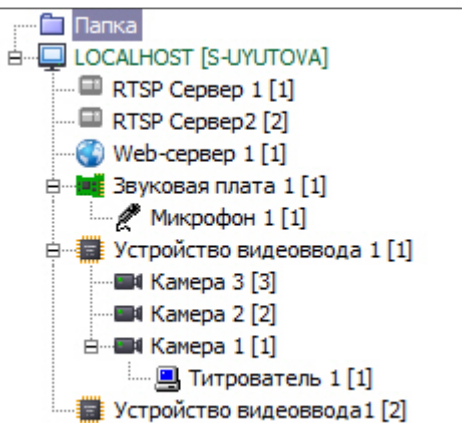 Папка
LOCALHOST [S-UYUTOVA]
RTSP Сервер 1 [1]
RTSP Сервер2 [2]
Web-сервер 1 [1]
Звуковая плата 1 [1]
Микрофон 1 [1]
Устройство видеоввода 1 [1]
Камера 3 [3]
Камера 2 [2]
Камера 1 [1]
Титрователь 1 [1]
Устройство видеоввода1 [2]